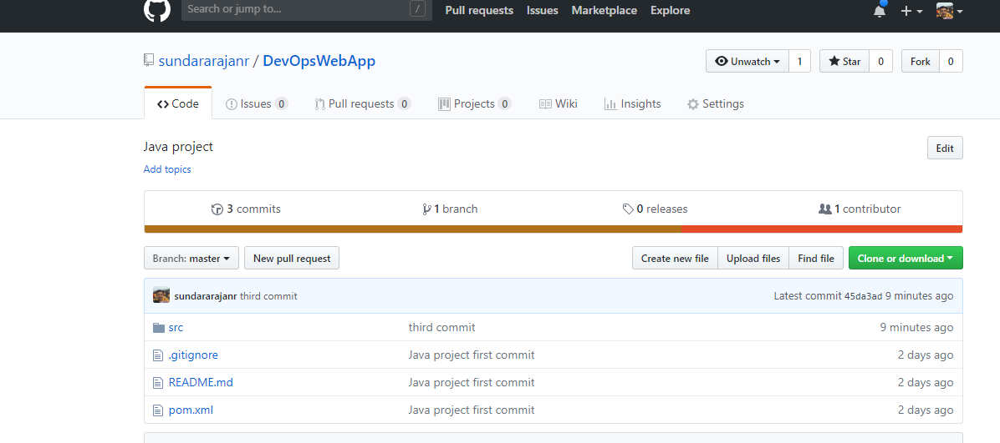 Search or jump to... / Pull requests Issues Marketplace Explore
sundararajanr / DevOpsWebApp Unwatch 1 Star 0 Fork 0
Code Issues 0 Pull requests 0 Projects 0 Wiki Insights Settings
Java project Edit
Add topics
3 commits 1 branch 0 releases 1 contributor
Branch: master New pull request Create new file Upload files Find file Clone or download
sundararajanr third commit Latest commit 45da3ad 9 minutes ago
src third commit 9 minutes ago
.gitignore Java project first commit 2 days ago
README.md Java project first commit 2 days ago
pom.xml Java project first commit 2 days ago